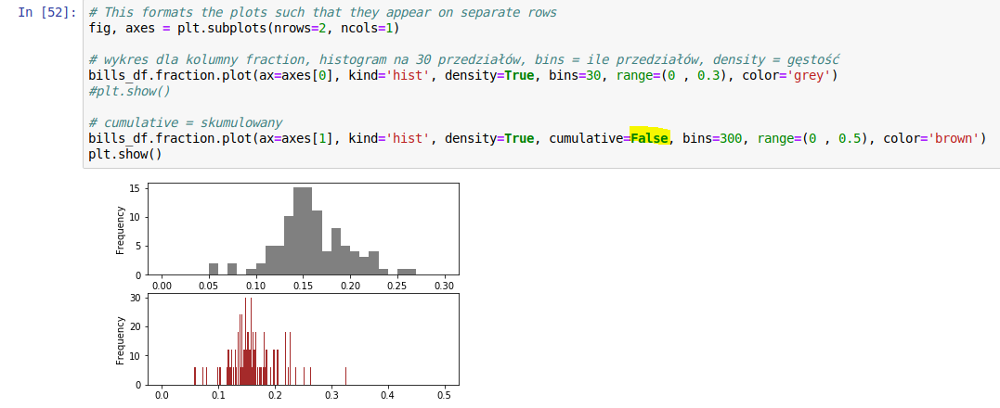 In [52]:
# This formats the plots such that they appear on separate rows
fig, axes = plt.subplots(nrows=2, ncols=1)
# wykres dla kolumny fraction, histogram na 30 przedziałów, bins = ile przedziałów, density = gęstość
bills_df.fraction.plot(ax=axes[0], kind='hist', density=True, bins=30, range=(0 , 0.3), color='grey')
#plt.show()
# cumulative = skumulowany
bills_df.fraction.plot(ax=axes[1], kind='hist', density=True, cumulative=False, bins=300, range=(0 , 0.5), color='brown')
plt.show()
Frequency
15
10
5
0
0.00 0.05 0.10 0.15 0.20 0.25 0.30
Frequency
30
20
10
0
0.0 0.1 0.2 0.3 0.4 0.5